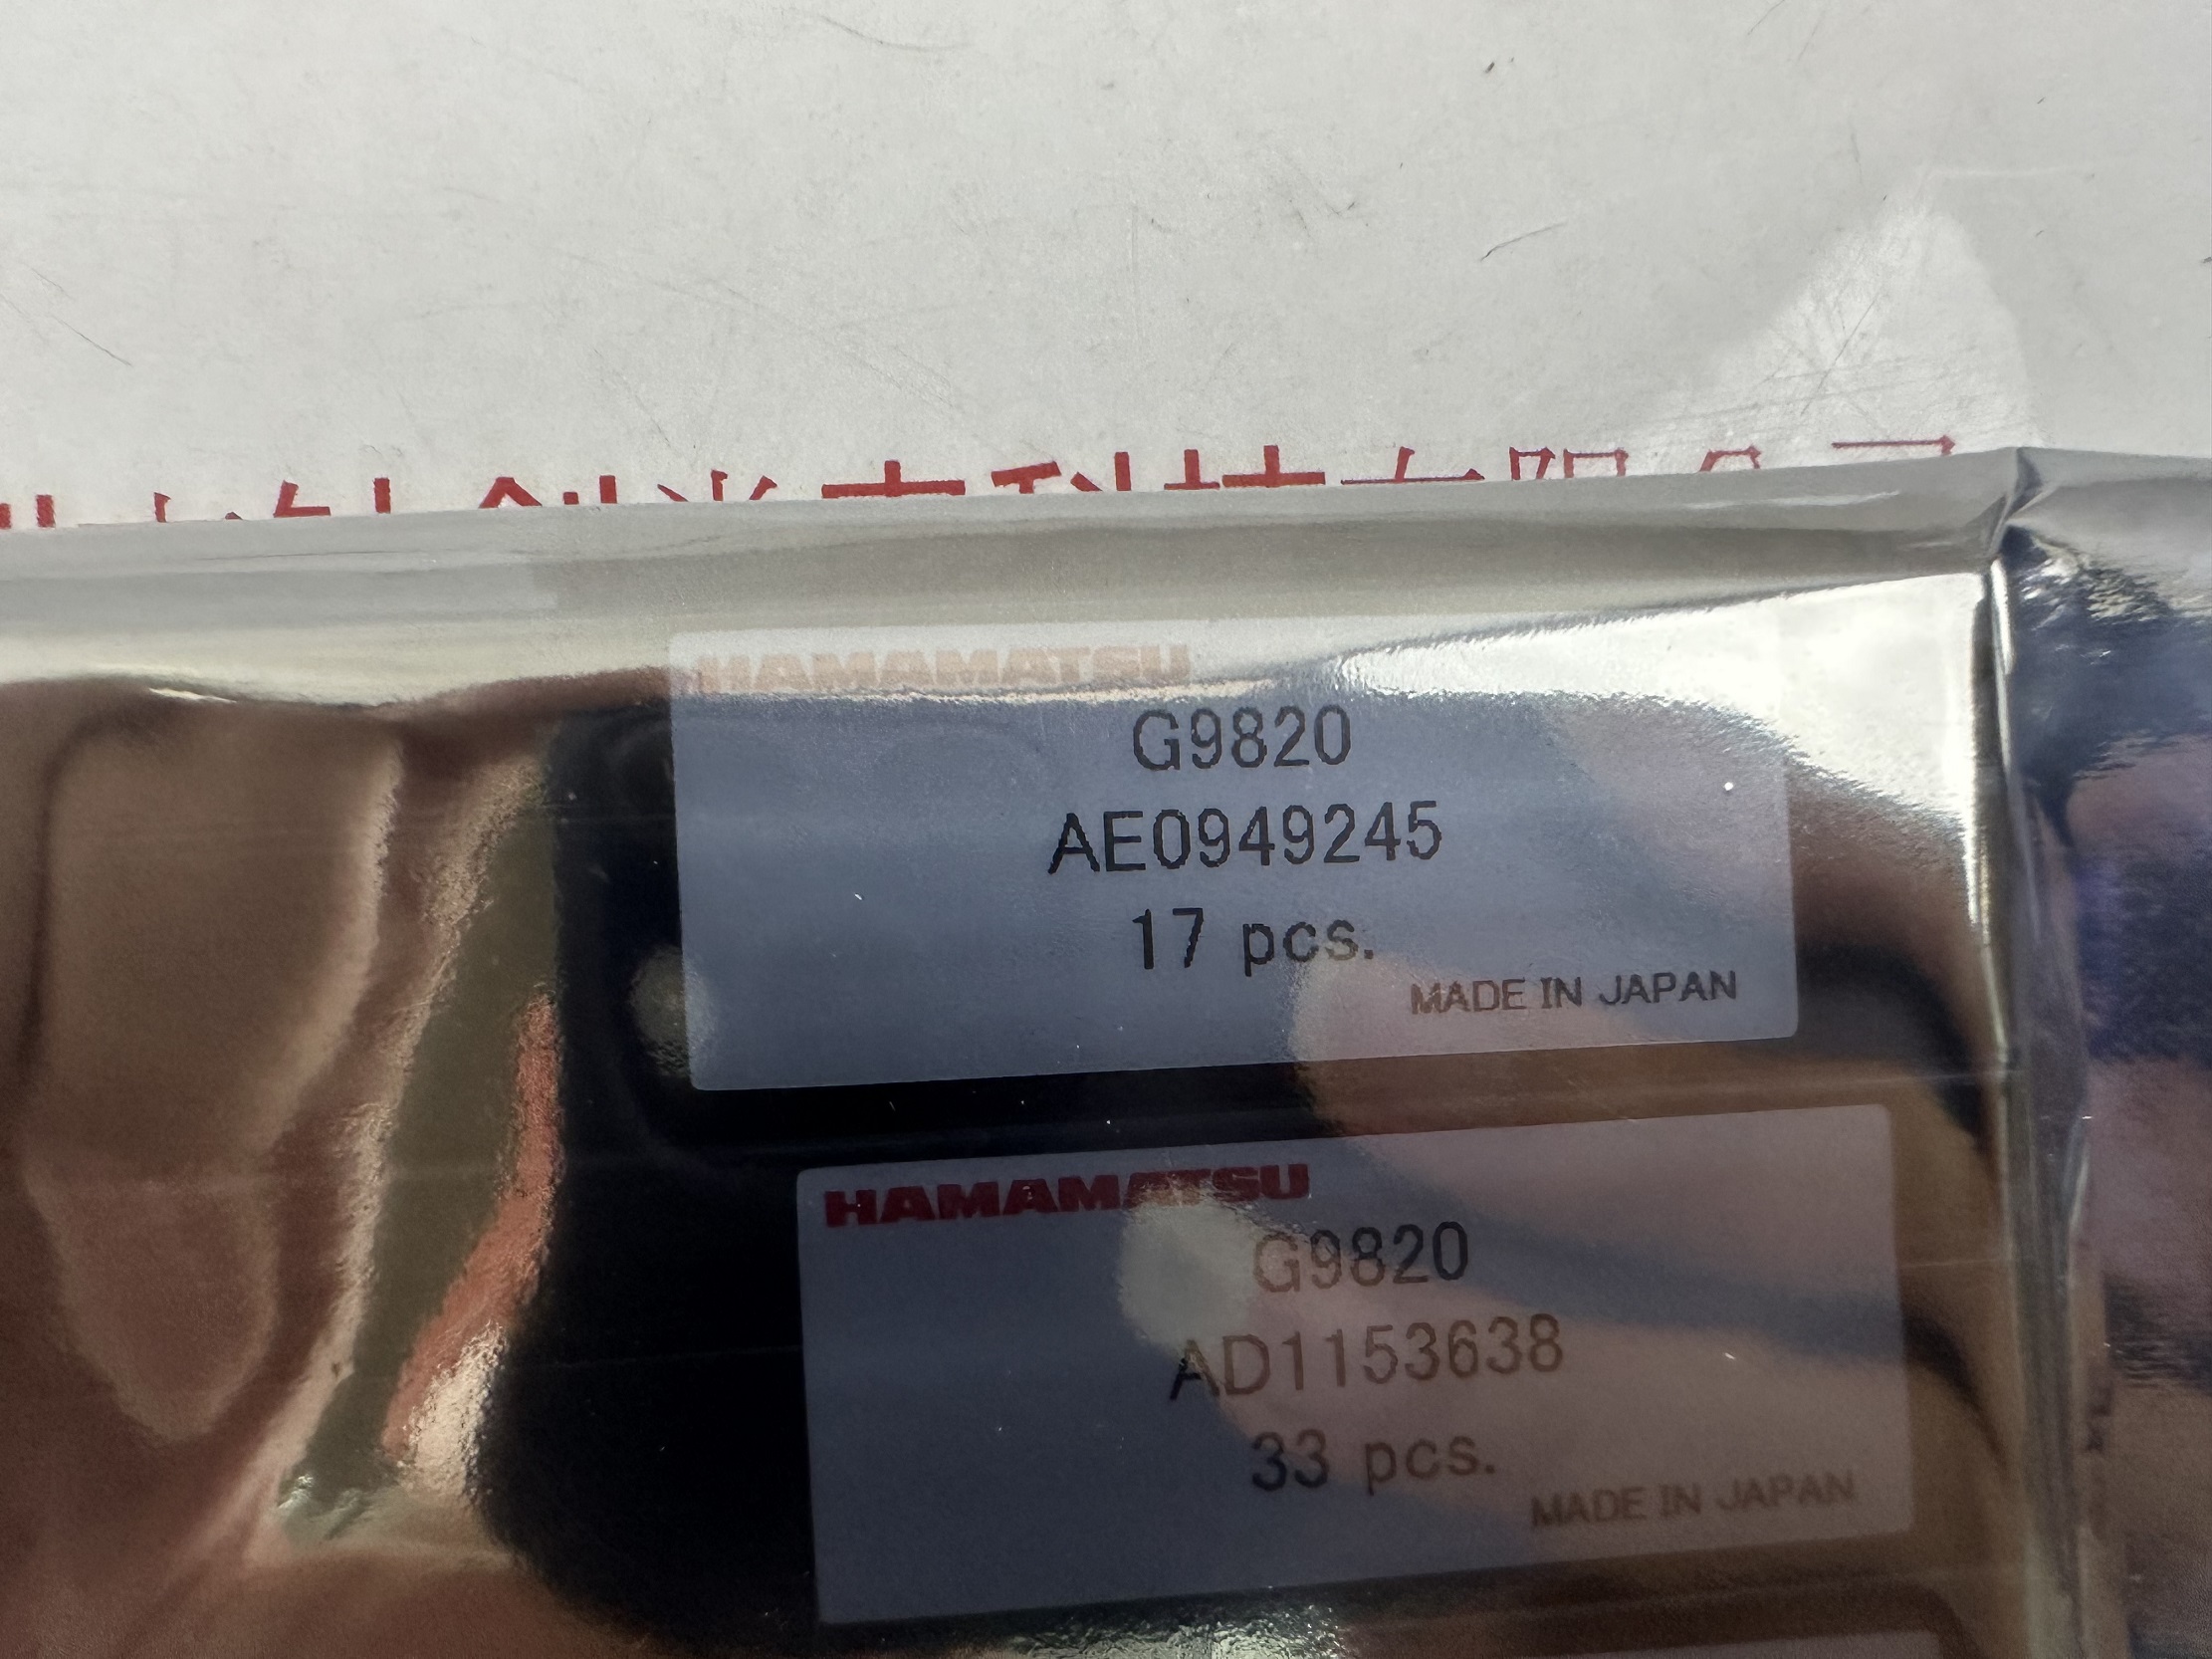 HAMAMATSU
G9820
AE0949245
17 pcs.
MADE IN JAPAN
HAMAMATSU
G9820
AD1153638
33 pcs.
MADE IN JAPAN